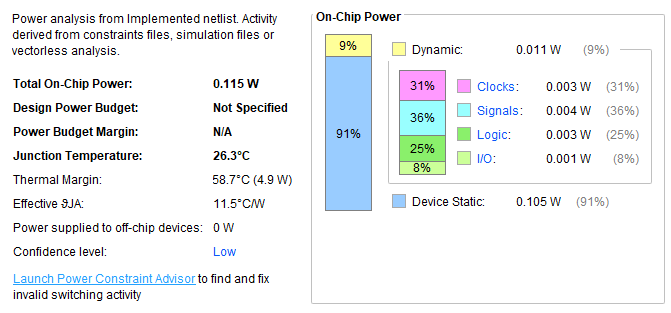 Power analysis from Implemented netlist. Activity
derived from constraints files, simulation files or
vectorless analysis.
Total On-Chip Power: 0.115 W
Design Power Budget: Not Specified
Power Budget Margin: N/A
Junction Temperature: 26.3°C
Thermal Margin: 58.7°C (4.9 W)
Effective ϑJA: 11.5°C/W
Power supplied to off-chip devices: 0 W
Confidence level: Low
Launch Power Constraint Advisor to find and fix
invalid switching activity
On-Chip Power
9%
91%
Dynamic: 0.011 W (9%)
31%
36%
25%
8%
Clocks: 0.003 W (31%)
Signals: 0.004 W (36%)
Logic: 0.003 W (25%)
I/O: 0.001 W (8%)
Device Static: 0.105 W (91%)